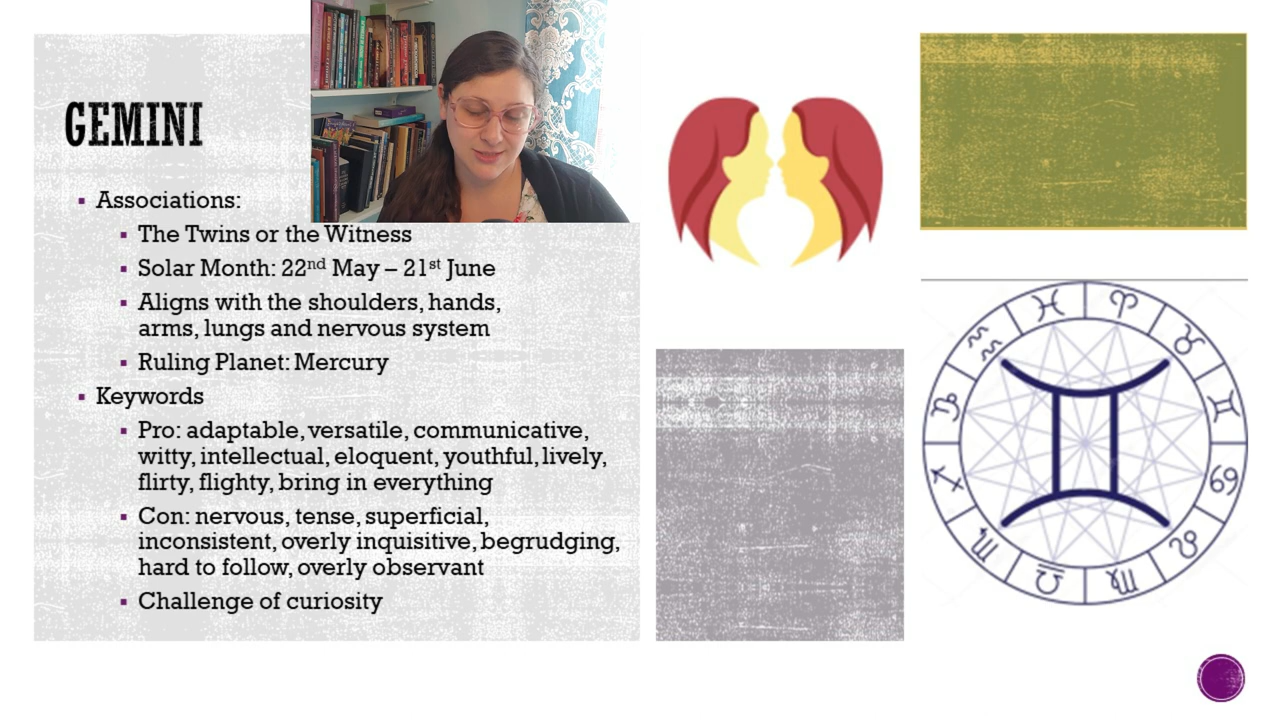 GEMINI
Associations:
The Twins or the Witness
Solar Month: 22nd May – 21st June
Aligns with the shoulders, hands,
arms, lungs and nervous system
Ruling Planet: Mercury
Keywords
Pro: adaptable, versatile, communicative,
witty, intellectual, eloquent, youthful, lively,
flirty, flighty, bring in everything
Con: nervous, tense, superficial,
inconsistent, overly inquisitive, begrudging,
hard to follow, overly observant
Challenge of curiosity